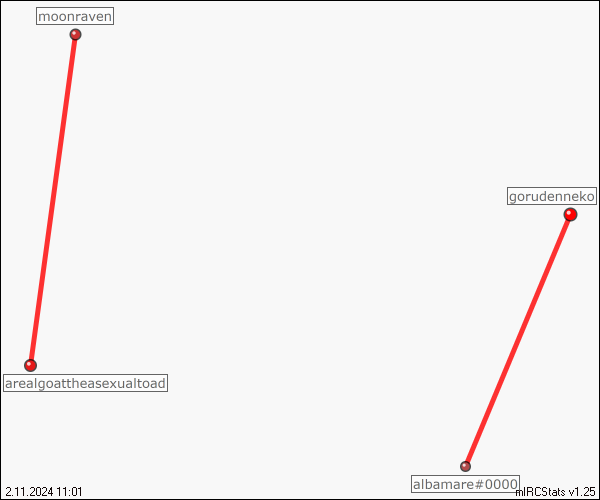 moonraven
gorudenneko
arealgoattheasexualtoad
albamare#0000
2.11.2024 11:01
mIRCStats v1.25